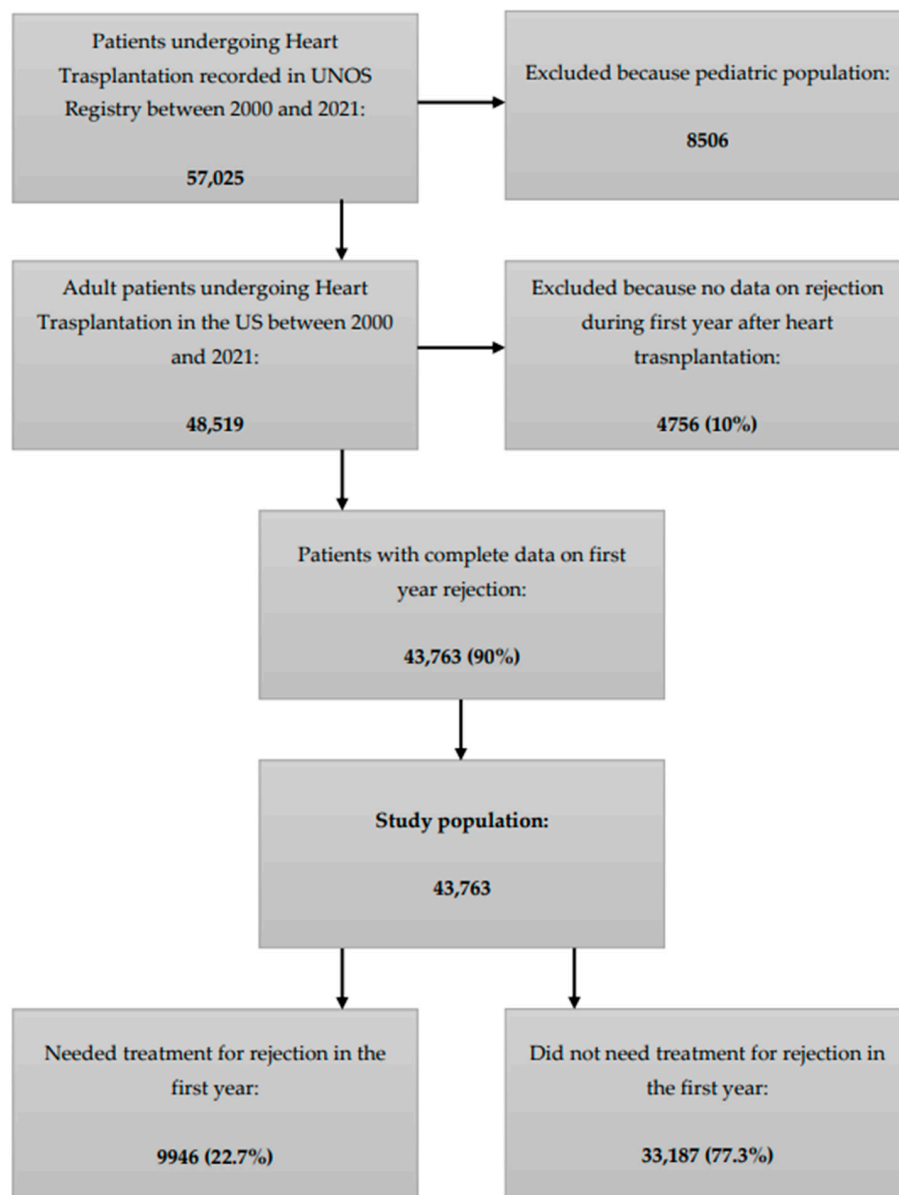 Patients undergoing Heart
Trasplantation recorded in UNOS
Registry between 2000 and 2021:
57,025
Excluded because pediatric population:
8506
Adult patients undergoing Heart
Trasplantation in the US between 2000
and 2021:
48,519
Excluded because no data on rejection
during first year after heart
trasnplantation:
4756 (10%)
Patients with complete data on first
year rejection:
43,763 (90%)
Study population:
43,763
Needed treatment for rejection in the
first year:
9946 (22.7%)
Did not need treatment for rejection in
the first year:
33,187 (77.3%)